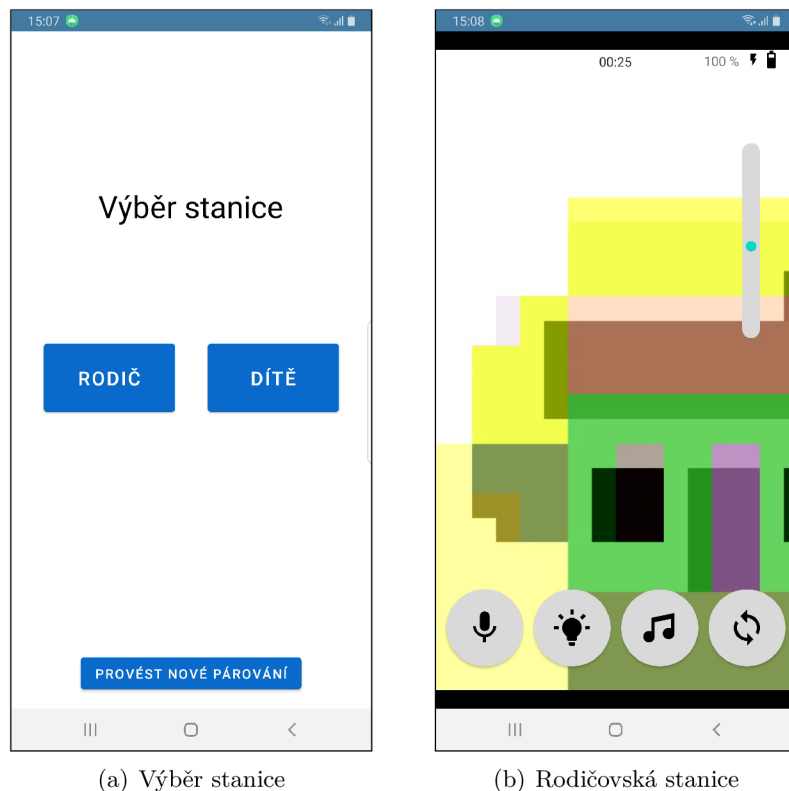 15:07
Výběr stanice
RODIČ
DÍTĚ
PROVÉST NOVÉ PÁROVÁNÍ
(a) Výběr stanice
15:08
00:25
100 %
(b) Rodičovská stanice